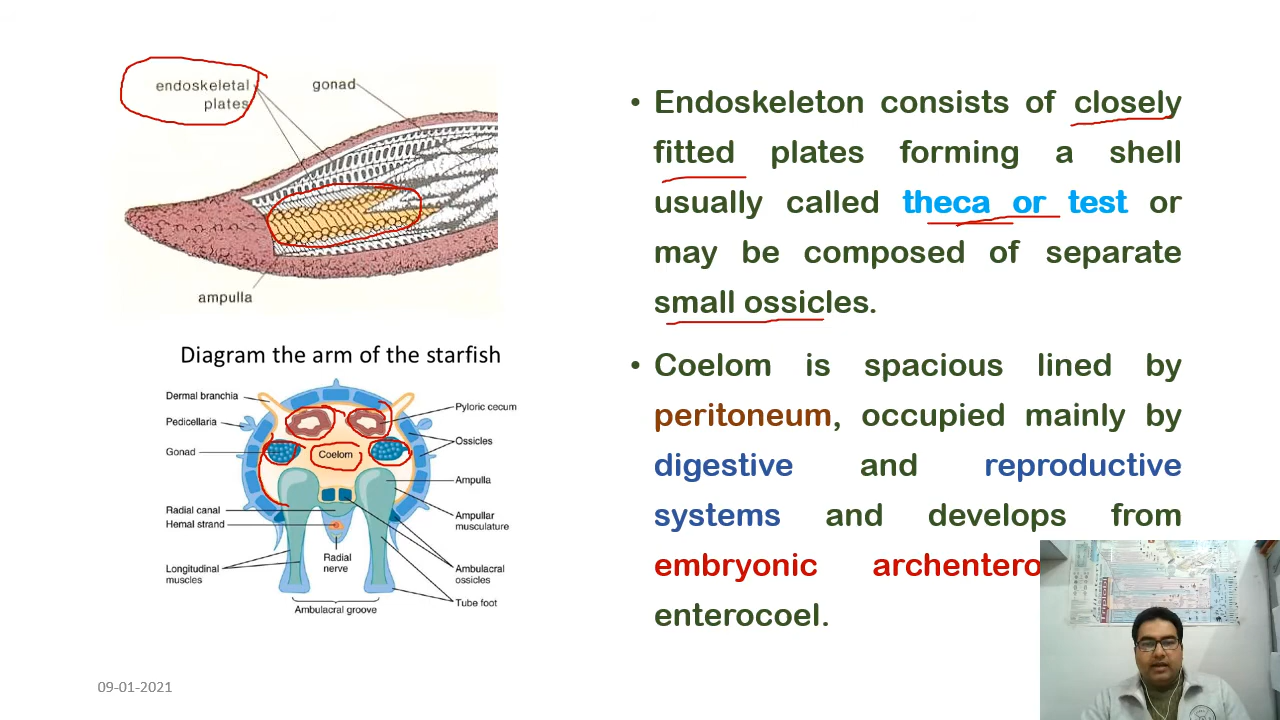 endoskeletal
plates
gonad
ampulla
Diagram the arm of the starfish
Dermal branchia
Pedicellaria
Gonad
Radial canal
Hemal strand
Longitudinal
muscles
Coelom
Radial
nerve
Ambulacral groove
Pyloric cecum
Ossicles
Ampulla
Ampullar
musculature
Ambulacral
ossicles
Tube foot
• Endoskeleton consists of closely
fitted plates forming a shell
usually called theca or test or
may be composed of separate
small ossicles.
• Coelom is spacious lined by
peritoneum, occupied mainly by
digestive and reproductive
systems and develops from
embryonic
enterocoel.
09-01-2021